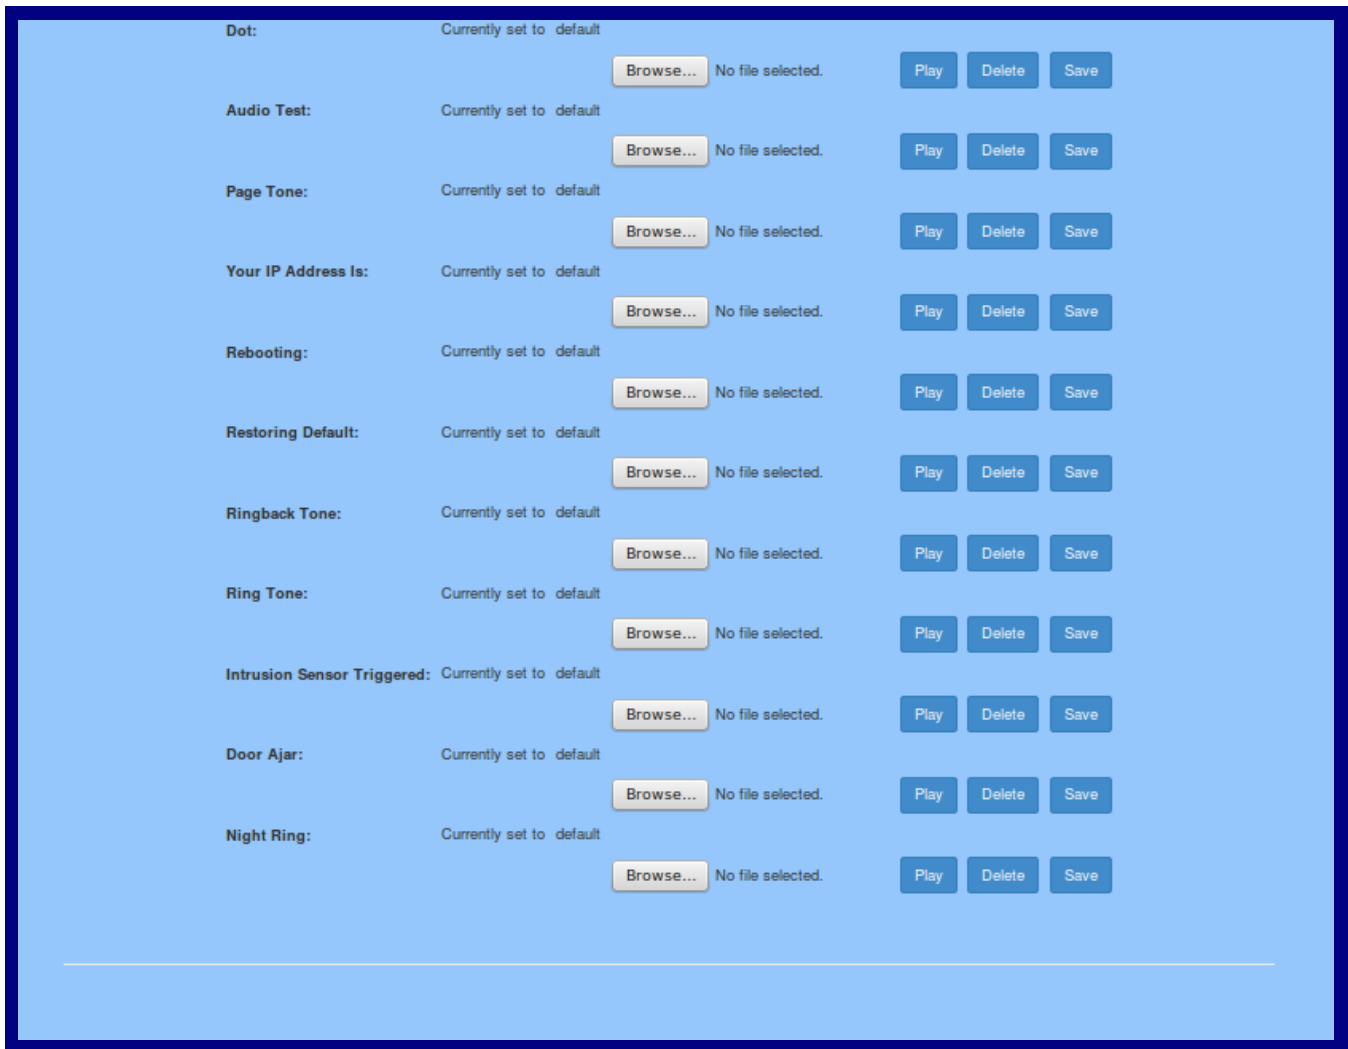 Dot: Currently set to default
Browse... No file selected. Play Delete Save
Audio Test: Currently set to default
Browse... No file selected. Play Delete Save
Page Tone: Currently set to default
Browse... No file selected. Play Delete Save
Your IP Address Is: Currently set to default
Browse... No file selected. Play Delete Save
Rebooting: Currently set to default
Browse... No file selected. Play Delete Save
Restoring Default: Currently set to default
Browse... No file selected. Play Delete Save
Ringback Tone: Currently set to default
Browse... No file selected. Play Delete Save
Ring Tone: Currently set to default
Browse... No file selected. Play Delete Save
Intrusion Sensor Triggered: Currently set to default
Browse... No file selected. Play Delete Save
Door Ajar: Currently set to default
Browse... No file selected. Play Delete Save
Night Ring: Currently set to default
Browse... No file selected. Play Delete Save